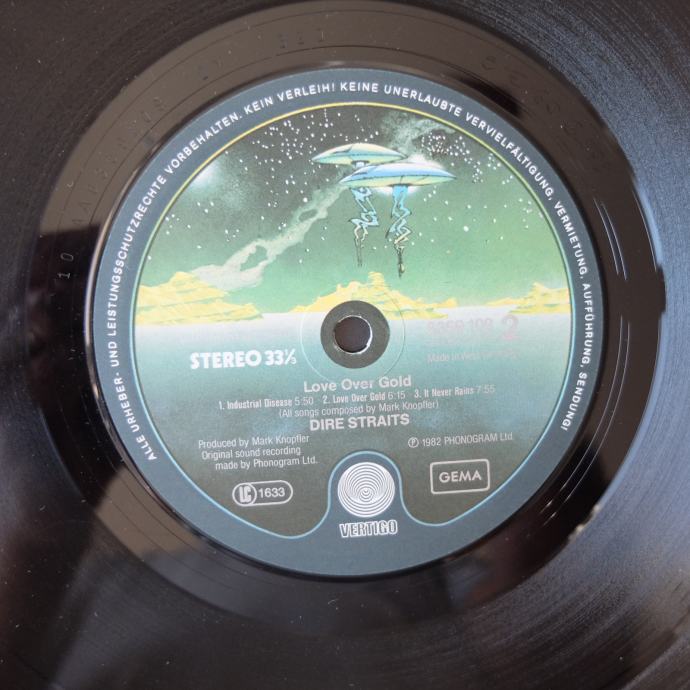 ALLE URHEBER- UND LEISTUNGSSCHUTZRECHTE VORBEHALTEN. KEIN VERLEIH! KEINE UNERLAUBTE VERVIELFÄLTIGUNG, VERMIETUNG, AUFFÜHRUNG, SENDUNG!
2
STEREO 33⅓
Made in West
Love Over Gold
1. Industrial Disease 5:50 2. Love Over Gold 6:15 3. It Never Rains 7:55
(All songs composed by Mark Knopfler)
DIRE STRAITS
Produced by Mark Knopfler
Original sound recording
made by Phonogram Ltd.
℗ 1982 PHONOGRAM Ltd.
LC 1633
GEMA
VERTIGO